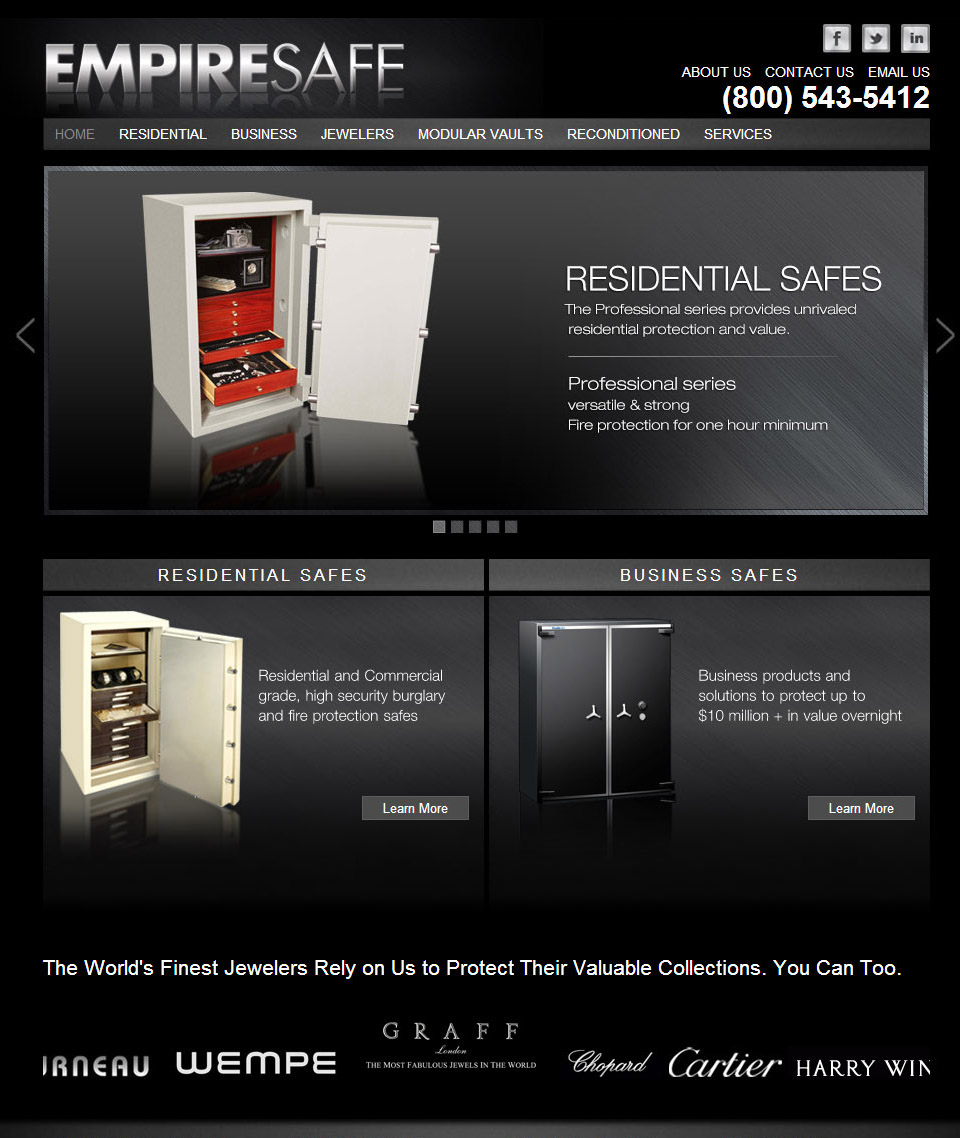 EMPIRESAFE
ABOUT US CONTACT US EMAIL US
(800) 543-5412
HOME RESIDENTIAL BUSINESS JEWELERS MODULAR VAULTS RECONDITIONED SERVICES
RESIDENTIAL SAFES
The Professional series provides unrivaled
residential protection and value.
Professional series
versatile & strong
Fire protection for one hour minimum
RESIDENTIAL SAFES
Residential and Commercial
grade, high security burglary
and fire protection safes
Learn More
BUSINESS SAFES
Business products and
solutions to protect up to
$10 million + in value overnight
Learn More
The World's Finest Jewelers Rely on Us to Protect Their Valuable Collections. You Can Too.
RNEAU
WEMPE
GRAFF
London
THE MOST FABULOUS JEWELS IN THE WORLD
Chopard
Cartier
HARRY WIN